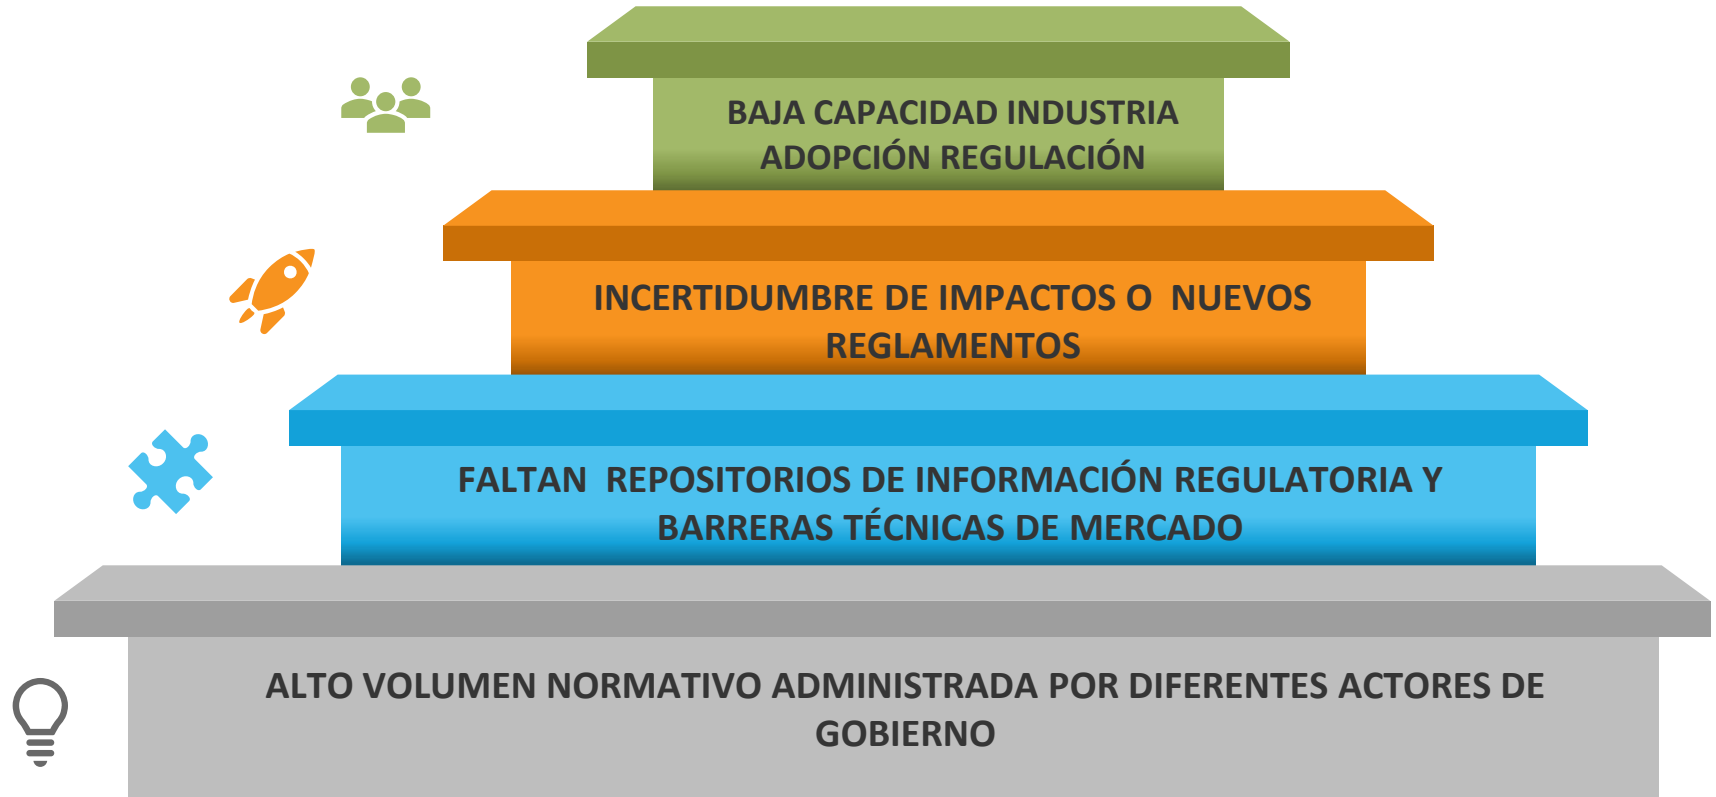 BAJA CAPACIDAD INDUSTRIA
ADOPCIÓN REGULACIÓN
INCERTIDUMBRE DE IMPACTOS O  NUEVOS
REGLAMENTOS
FALTAN  REPOSITORIOS DE INFORMACIÓN REGULATORIA Y
BARRERAS TÉCNICAS DE MERCADO
ALTO VOLUMEN NORMATIVO ADMINISTRADA POR DIFERENTES ACTORES DE
GOBIERNO